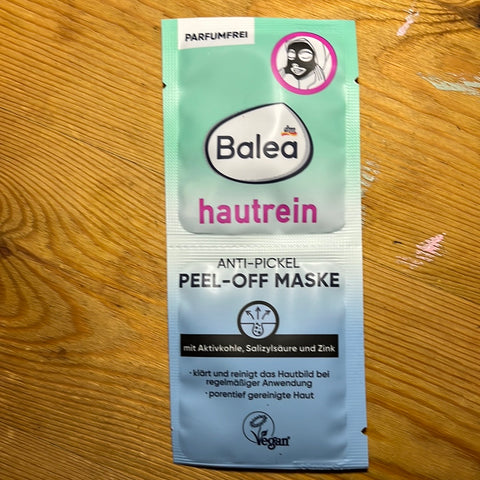 PARFUMFREI
dm
Balea
hautrein
ANTI-PICKEL
PEEL-OFF MASKE
mit Aktivkohle, Salizylsäure und Zink
· klärt und reinigt das Hautbild bei
regelmäßiger Anwendung
· porentief gereinigte Haut
Vegan